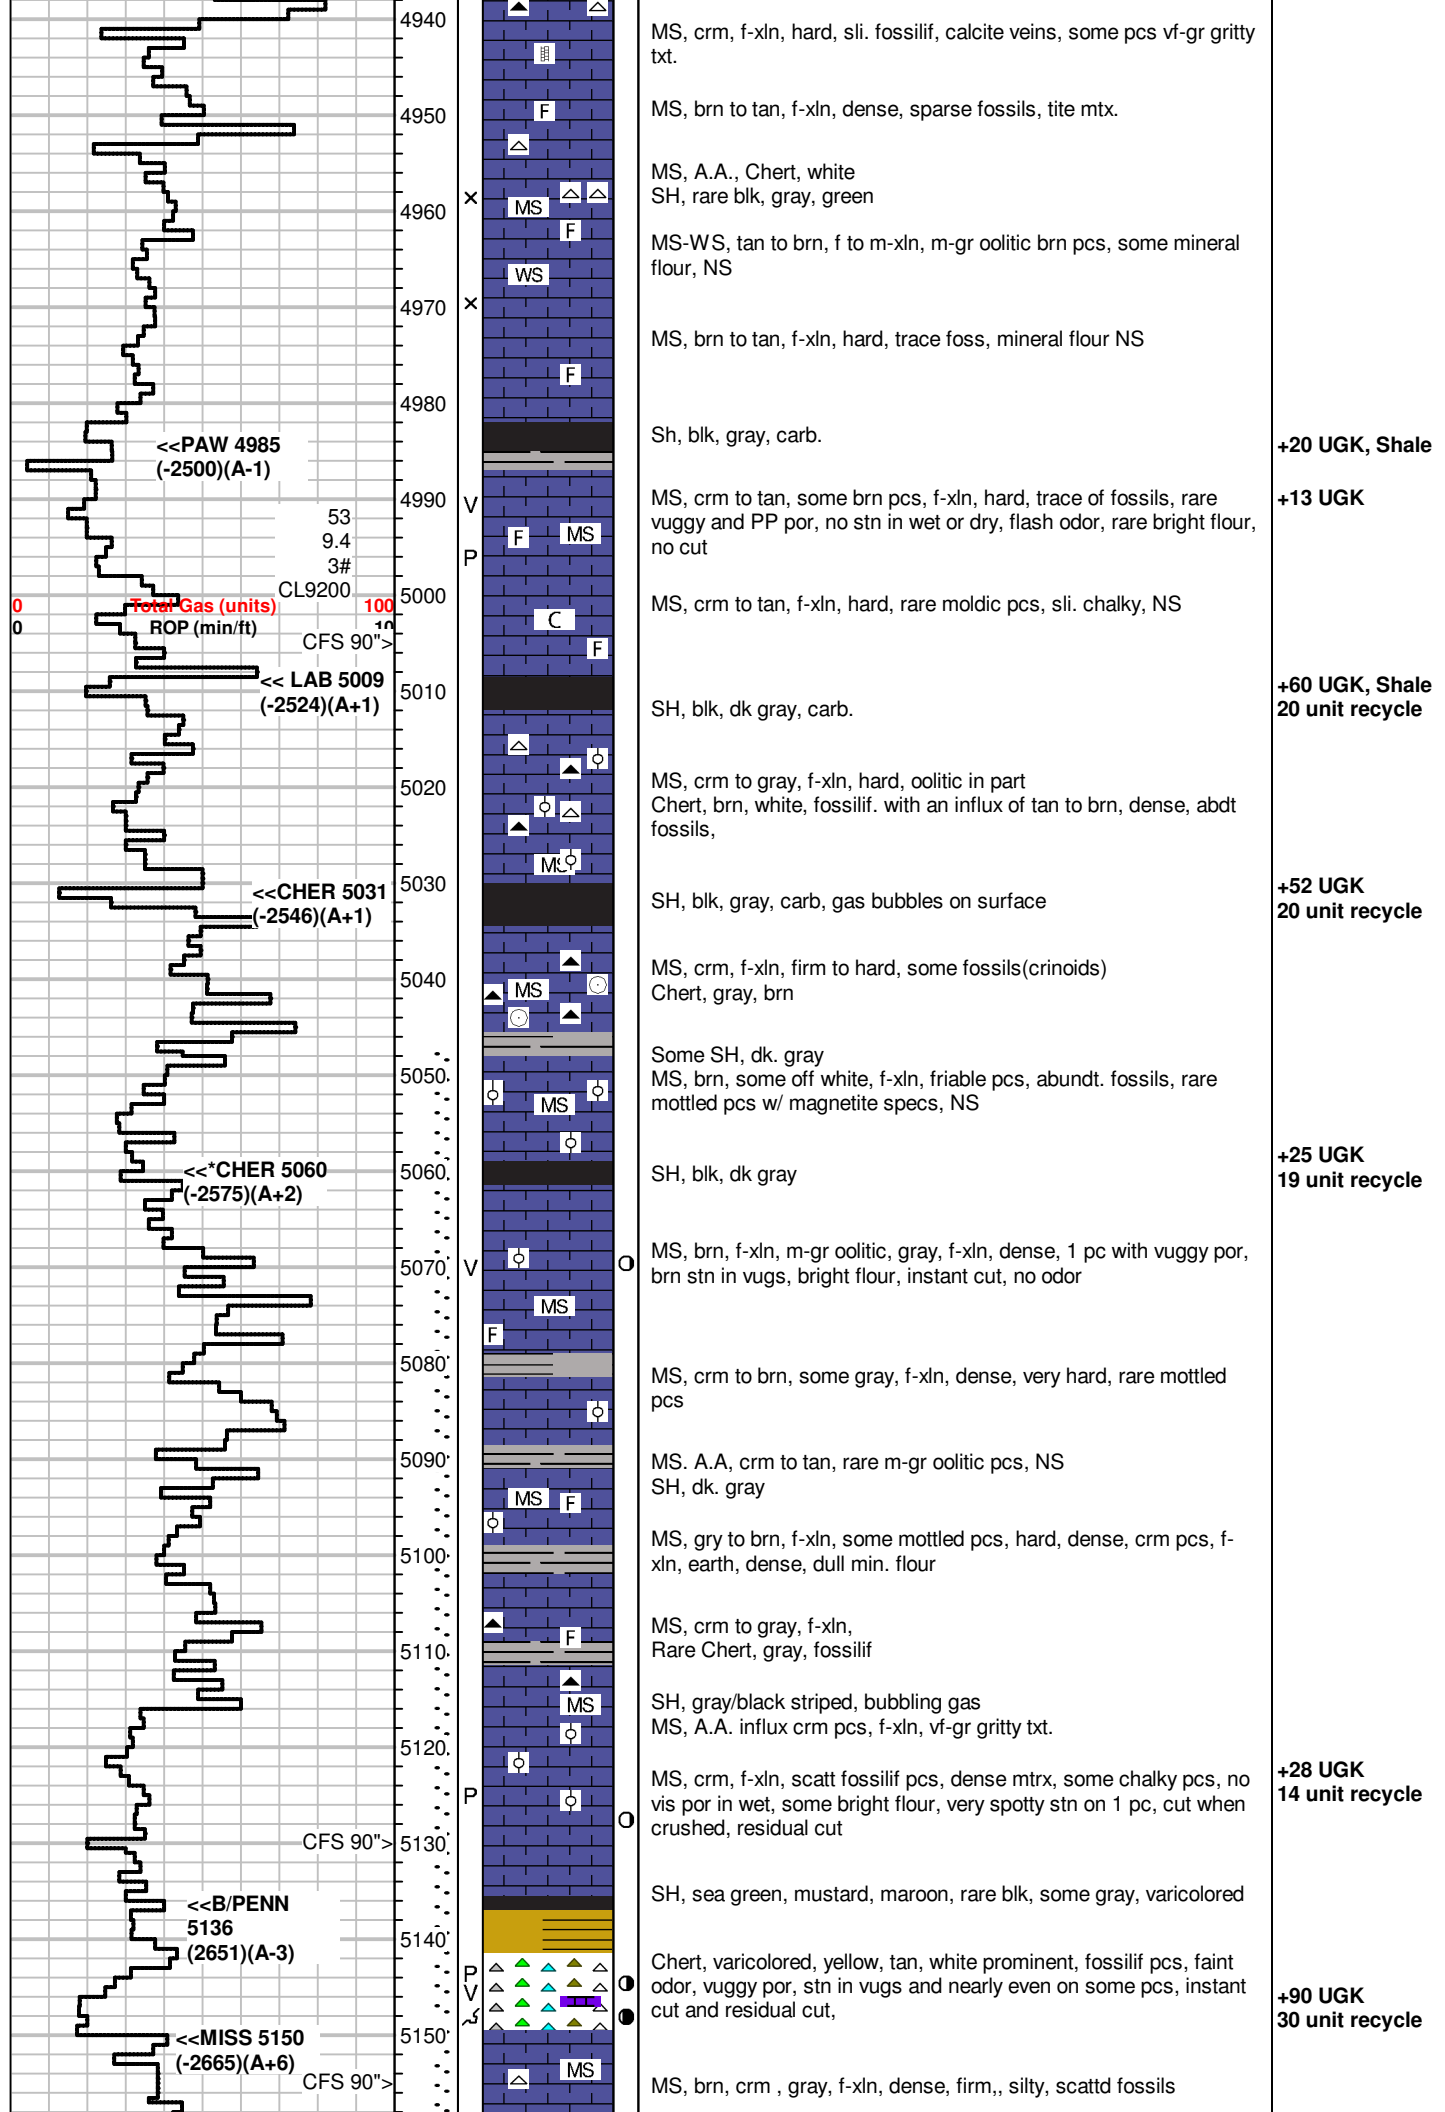 4940
MS, crm, f-xln, hard, sli. fossilif, calcite veins, some pcs vf-gr gritty
txt.
4950
F
MS, brn to tan, f-xln, dense, sparse fossils, tite mtx.
MS, A.A., Chert, white
SH, rare blk, gray, green
4960
MS
F
MS-WS, tan to brn, f to m-xln, m-gr oolitic brn pcs, some mineral
flour, NS
WS
4970
MS, brn to tan, f-xln, hard, trace foss, mineral flour NS
F
4980
Sh, blk, gray, carb.
<<PAW 4985
(-2500)(A-1)
+20 UGK, Shale
4990
V
MS, crm to tan, some brn pcs, f-xln, hard, trace of fossils, rare
vuggy and PP por, no stn in wet or dry, flash odor, rare bright flour,
no cut
+13 UGK
53
9.4
3#
CL9200
F
MS
P
5000
0 Total Gas (units) 100
0 ROP (min/ft) 10
MS, crm to tan, f-xln, hard, rare moldic pcs, sli. chalky, NS
C
CFS 90">
F
<< LAB 5009
(-2524)(A+1)
5010
SH, blk, dk gray, carb.
+60 UGK, Shale
20 unit recycle
5020
MS, crm to gray, f-xln, hard, oolitic in part
Chert, brn, white, fossilif. with an influx of tan to brn, dense, abdt
fossils,
MS
5030
<<CHER 5031
(-2546)(A+1)
SH, blk, gray, carb, gas bubbles on surface
+52 UGK
20 unit recycle
5040
MS
MS, crm, f-xln, firm to hard, some fossils(crinoids)
Chert, gray, brn
5050
Some SH, dk. gray
MS, brn, some off white, f-xln, friable pcs, abundt. fossils, rare
mottled pcs w/ magnetite specs, NS
MS
5060
<<*CHER 5060
(-2575)(A+2)
SH, blk, dk gray
+25 UGK
19 unit recycle
5070
V
MS, brn, f-xln, m-gr oolitic, gray, f-xln, dense, 1 pc with vuggy por,
brn stn in vugs, bright flour, instant cut, no odor
MS
F
5080
MS, crm to brn, some gray, f-xln, dense, very hard, rare mottled
pcs
5090
MS. A.A, crm to tan, rare m-gr oolitic pcs, NS
SH, dk. gray
MS
F
5100
MS, gry to brn, f-xln, some mottled pcs, hard, dense, crm pcs, f-
xln, earth, dense, dull min. flour
5110
F
MS, crm to gray, f-xln,
Rare Chert, gray, fossilif
MS
SH, gray/black striped, bubbling gas
MS, A.A. influx crm pcs, f-xln, vf-gr gritty txt.
5120
P
MS, crm, f-xln, scatt fossilif pcs, dense mtrx, some chalky pcs, no
vis por in wet, some bright flour, very spotty stn on 1 pc, cut when
crushed, residual cut
+28 UGK
14 unit recycle
CFS 90">
5130
<<B/PENN
5136
(2651)(A-3)
SH, sea green, mustard, maroon, rare blk, some gray, varicolored
5140
P
V
Chert, varicolored, yellow, tan, white prominent, fossilif pcs, faint
odor, vuggy por, stn in vugs and nearly even on some pcs, instant
cut and residual cut,
+90 UGK
30 unit recycle
5150
<<MISS 5150
(-2665)(A+6)
CFS 90">
MS
MS, brn, crm , gray, f-xln, dense, firm,, silty, scattd fossils